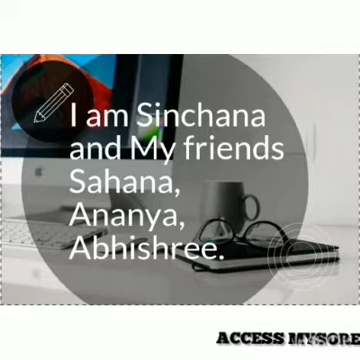 I am Sinchana
and My friends
Sahana,
Ananya,
Abhishree.
ACCESS MYSORE